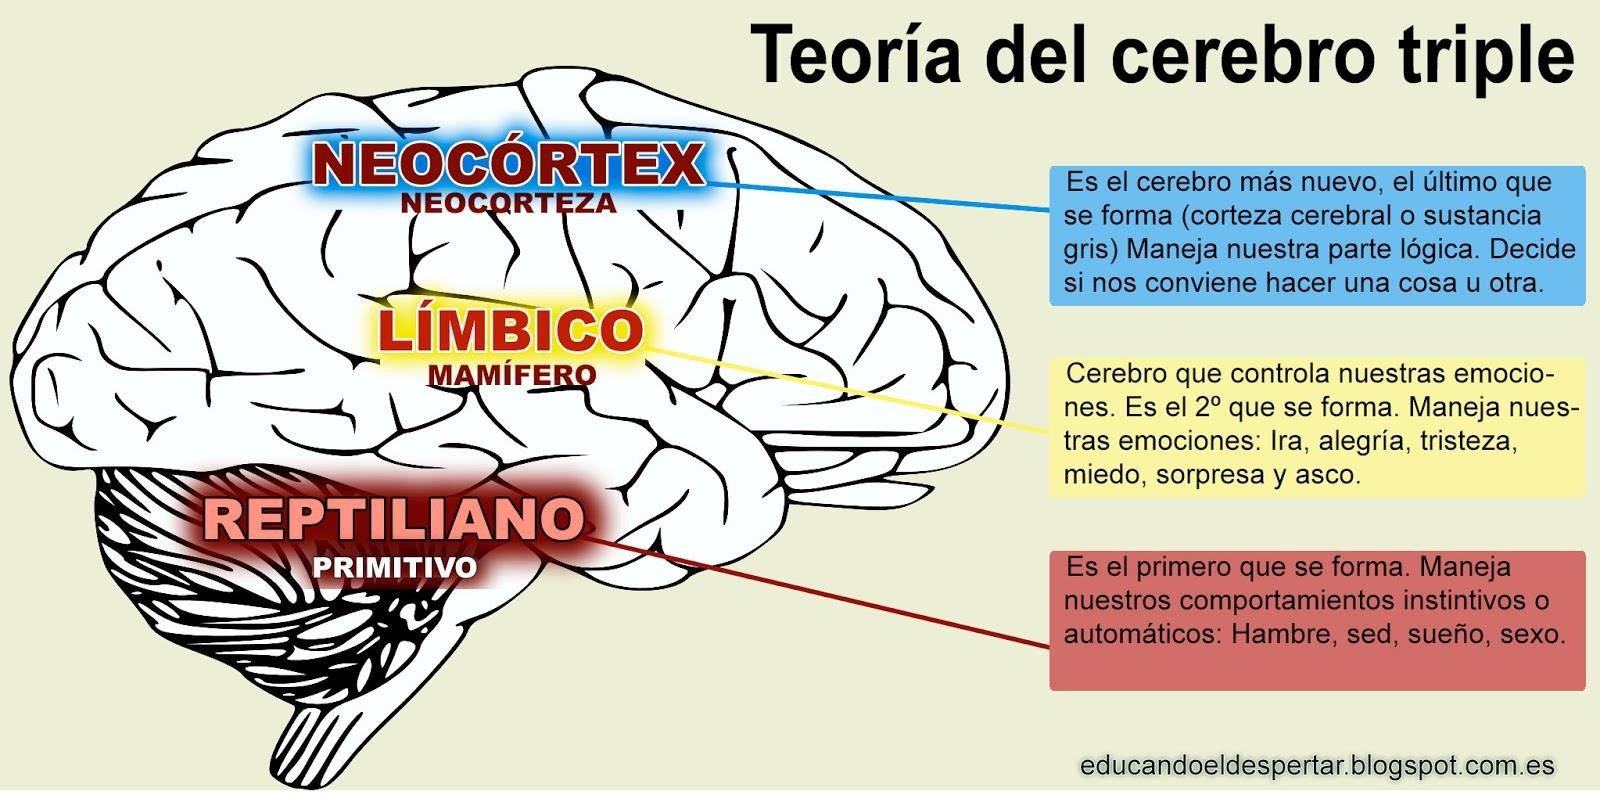 Teoría del cerebro triple
NEOCÓRTEX
NEOCORTEZA
Es el cerebro más nuevo, el último que
se forma (corteza cerebral o sustancia
gris) Maneja nuestra parte lógica. Decide
si nos conviene hacer una cosa u otra.
LÍMBICO
MAMÍFERO
Cerebro que controla nuestras emocio-
nes. Es el 2º que se forma. Maneja nues-
tras emociones: Ira, alegría, tristeza,
miedo, sorpresa y asco.
REPTILIANO
PRIMITIVO
Es el primero que se forma. Maneja
nuestros comportamientos instintivos o
automáticos: Hambre, sed, sueño, sexo.
educandoeldespertar.blogspot.com.es